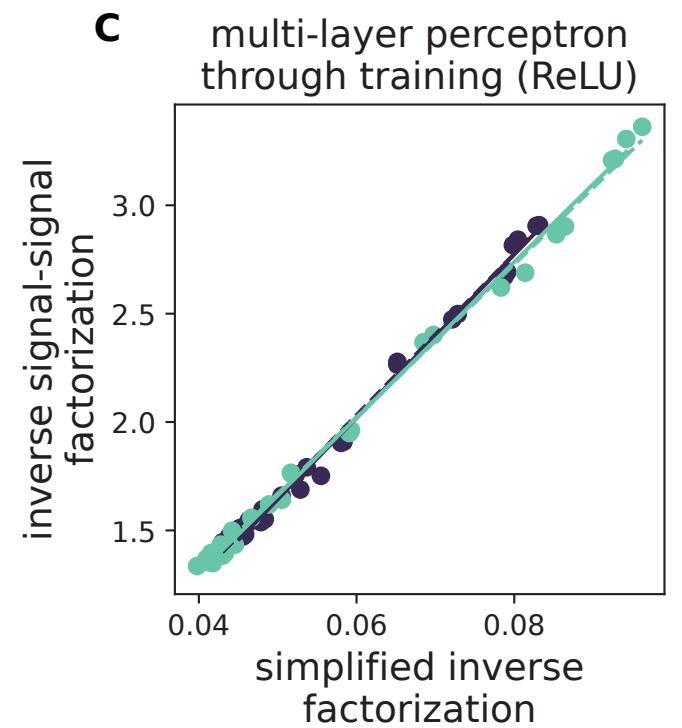 C
multi-layer perceptron
through training (ReLU)
inverse signal-signal
factorization
3.0
2.5
2.0
1.5
0.04
0.06
0.08
simplified inverse
factorization